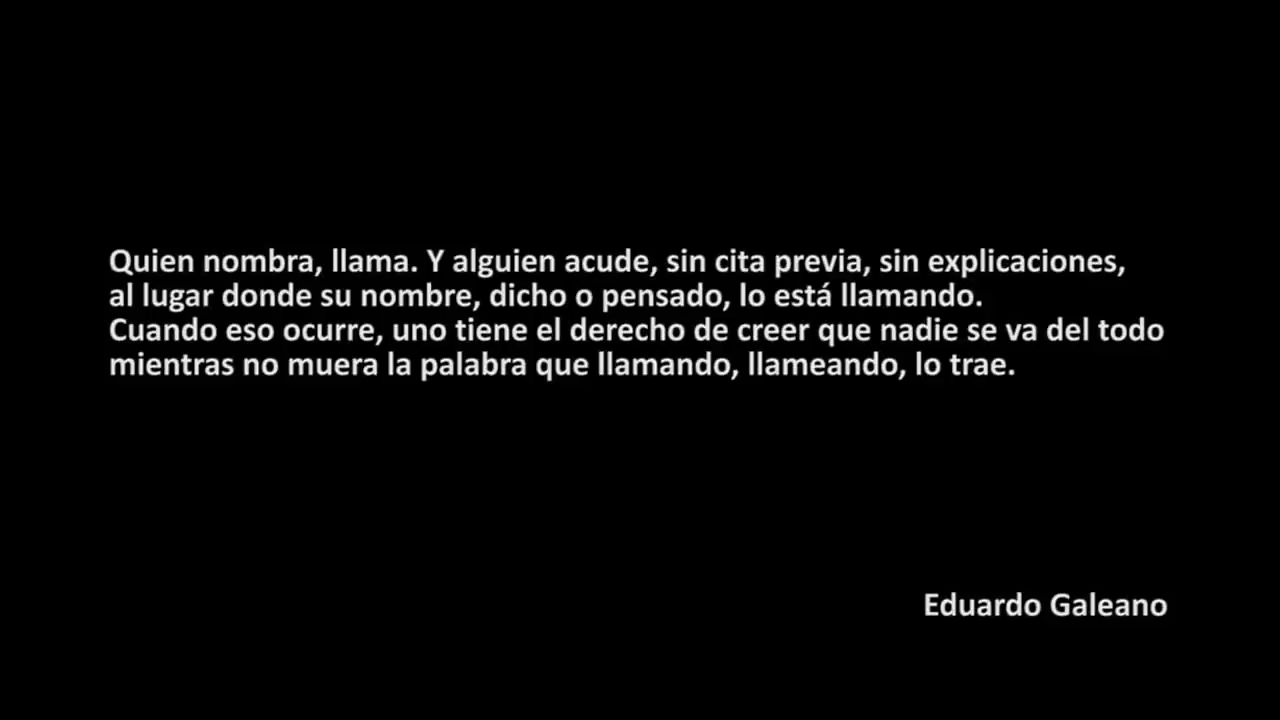 Quien nombra, llama. Y alguien acude, sin cita previa, sin explicaciones,
al lugar donde su nombre, dicho o pensado, lo está llamando.
Cuando eso ocurre, uno tiene el derecho de creer que nadie se va del todo
mientras no muera la palabra que llamando, llameando, lo trae.
Eduardo Galeano